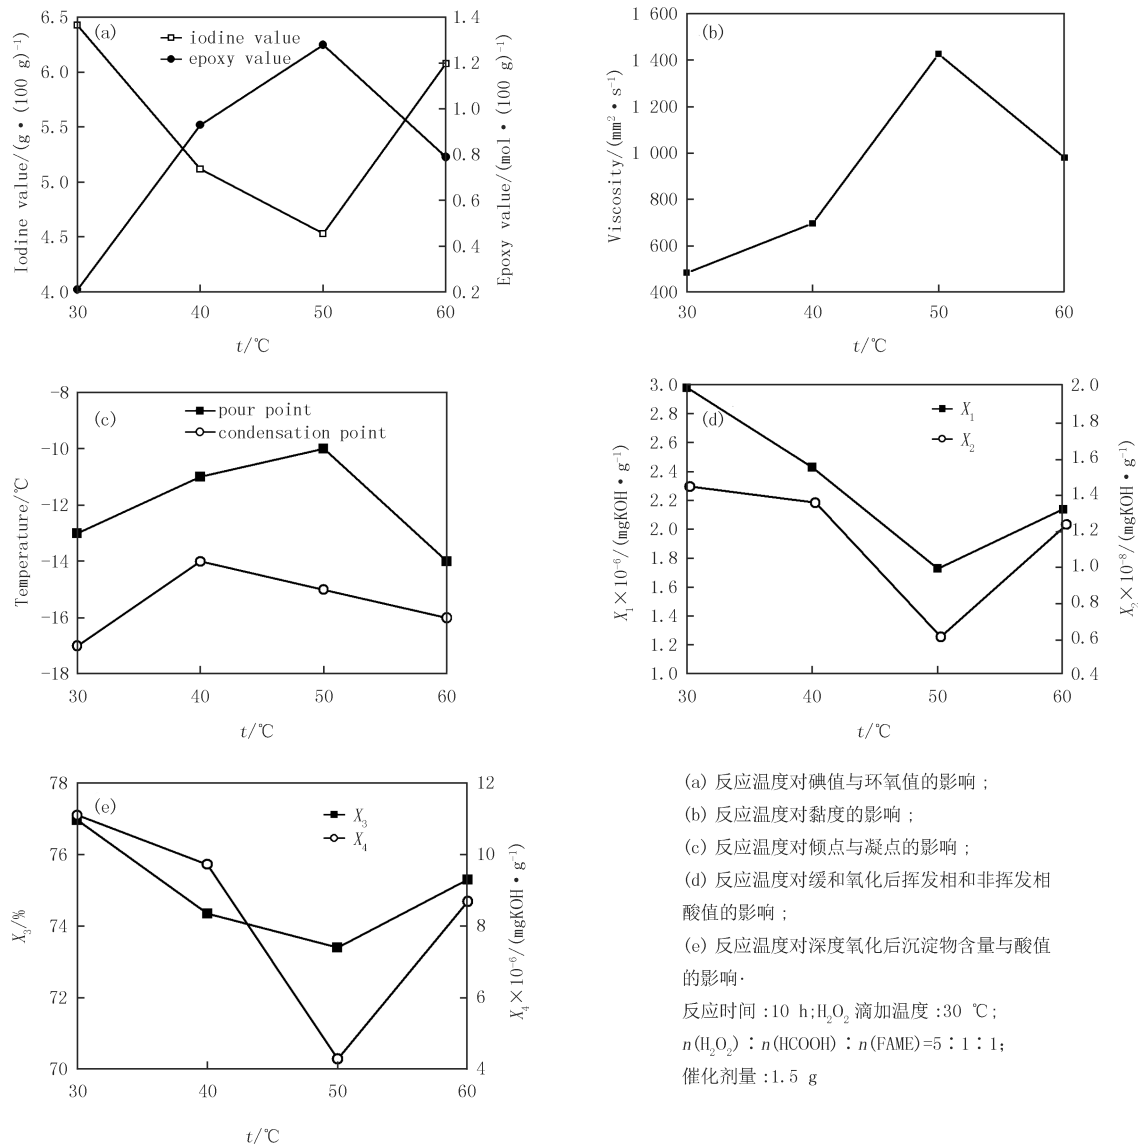 (a)
iodine value
epoxy value
6.5
6.0
5.5
5.0
4.5
4.0
1.4
1.2
1.0
0.8
0.6
0.4
0.2
30
40
50
60
Iodine value/(g·(100 g)⁻¹)
Epoxy value/(mol·(100 g)⁻¹)
t/℃
(b)
1 600
1 400
1 200
1 000
800
600
400
30
40
50
60
Viscosity/(mm²·s⁻¹)
t/℃
(c)
pour point
condensation point
-8
-10
-12
-14
-16
-18
30
40
50
60
Temperature/℃
t/℃
(d)
X₁
X₂
3.0
2.8
2.6
2.4
2.2
2.0
1.8
1.6
1.4
1.2
1.0
2.0
1.8
1.6
1.4
1.2
1.0
0.8
0.6
0.4
30
40
50
60
X₁×10⁻⁶/(mgKOH·g⁻¹)
X₂×10⁻⁸/(mgKOH·g⁻¹)
t/℃
(e)
X₃
X₄
78
76
74
72
70
12
10
8
6
4
30
40
50
60
X₃/%
X₄×10⁻⁶/(mgKOH·g⁻¹)
t/℃
(a) 反应温度对碘值与环氧值的影响;
(b) 反应温度对黏度的影响;
(c) 反应温度对倾点与凝点的影响;
(d) 反应温度对缓和氧化后挥发相和非挥发相
酸值的影响;
(e) 反应温度对深度氧化后沉淀物含量与酸值
的影响.
反应时间:10 h;H₂O₂ 滴加温度:30 ℃;
n(H₂O₂)∶n(HCOOH)∶n(FAME)=5∶1∶1;
催化剂量:1.5 g